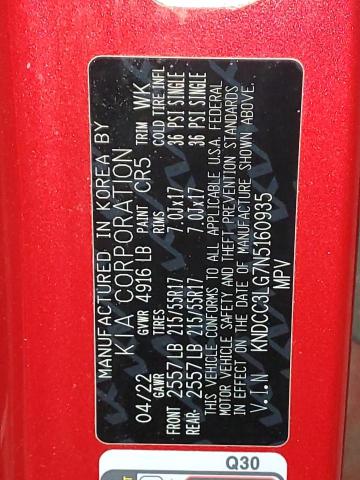 MANUFACTURED IN KOREA BY
KIA CORPORATION
04/22 GVWR 4916 LB PAINT CR5 TRIM WK
GAWR TIRES RIMS COLD TIRE INFL
FRONT 2557LB 215/55R17 7.0Jx17 36 PSI SINGLE
REAR- 2557LB 215/55R17 7.0Jx17 36 PSI SINGLE
THIS VEHICLE CONFORMS TO ALL APPLICABLE U.S.A FEDERAL
MOTOR VEHICLE SAFETY AND THEFT PREVENTION STANDARDS
IN EFFECT ON THE DATE OF MANUFACTURE SHOWN ABOVE.
V.I.N KNDCC3LG7N5160935
MPV
Q30